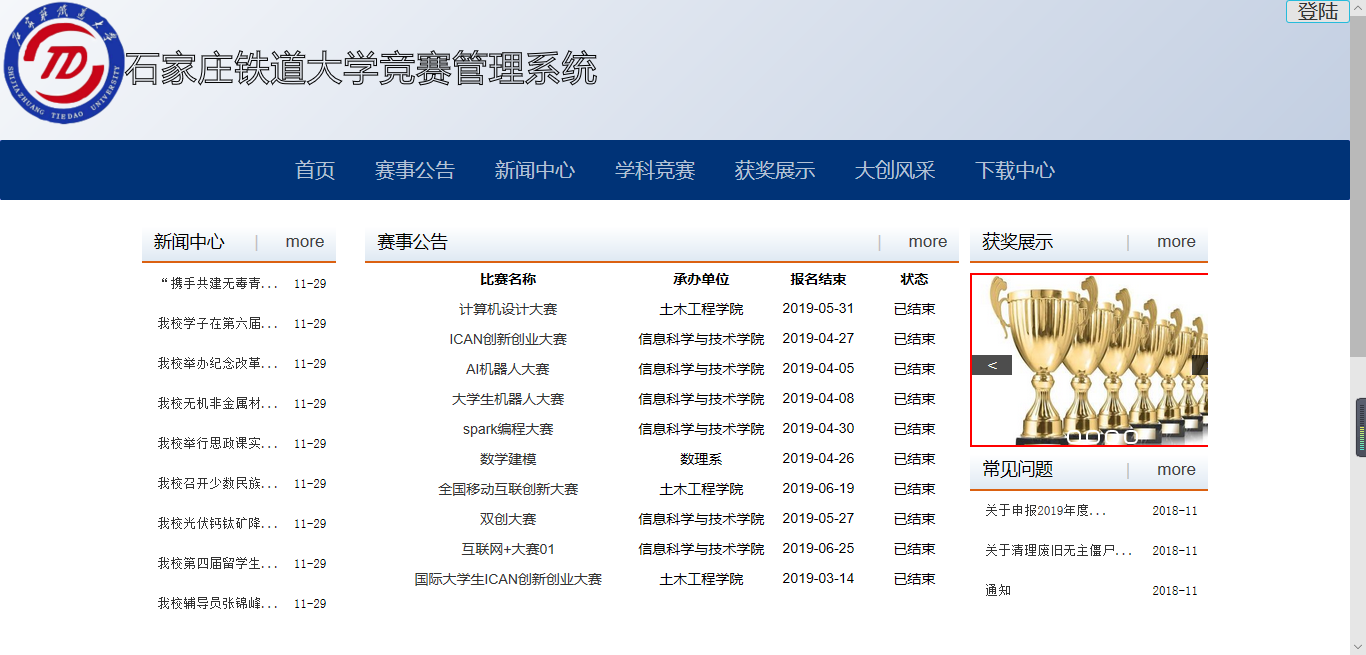 登陆
石家庄铁道大学
SHIJIAZHUANG TIEDAO UNIVERSITY
TD
石家庄铁道大学竞赛管理系统
首页 赛事公告 新闻中心 学科竞赛 获奖展示 大创风采 下载中心
新闻中心 | more
“携手共建无毒青... 11-29
我校学子在第六届... 11-29
我校举办纪念改革... 11-29
我校无机非金属材... 11-29
我校举行思政课实... 11-29
我校召开少数民族... 11-29
我校光伏钙钛矿降... 11-29
我校第四届留学生... 11-29
我校辅导员张锦峰... 11-29
赛事公告 | more
比赛名称 承办单位 报名结束 状态
计算机设计大赛 土木工程学院 2019-05-31 已结束
ICAN创新创业大赛 信息科学与技术学院 2019-04-27 已结束
AI机器人大赛 信息科学与技术学院 2019-04-05 已结束
大学生机器人大赛 信息科学与技术学院 2019-04-08 已结束
spark编程大赛 信息科学与技术学院 2019-04-30 已结束
数学建模 数理系 2019-04-26 已结束
全国移动互联创新大赛 土木工程学院 2019-06-19 已结束
双创大赛 信息科学与技术学院 2019-05-27 已结束
互联网+大赛01 信息科学与技术学院 2019-06-25 已结束
国际大学生ICAN创新创业大赛 土木工程学院 2019-03-14 已结束
获奖展示 | more
<
常见问题 | more
关于申报2019年度... 2018-11
关于清理废旧无主僵尸... 2018-11
通知 2018-11